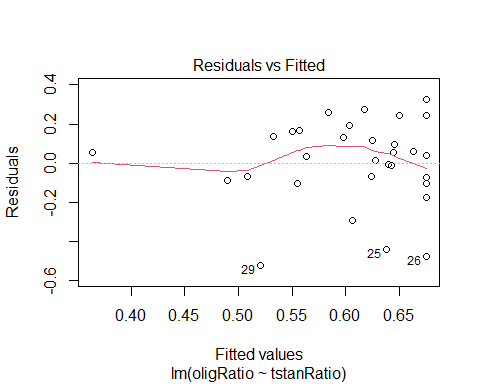 Residuals vs Fitted
Residuals
0.4
0.2
0.0
-0.2
-0.6
29
25
26
0.40 0.45 0.50 0.55 0.60 0.65
Fitted values
lm(oligRatio ~ tstanRatio)